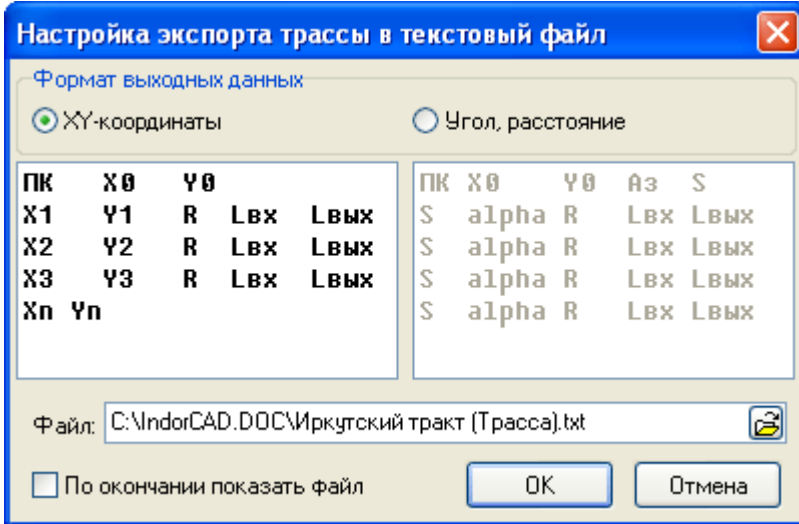 Настройка экспорта трассы в текстовый файл
Формат выходных данных
XY-координаты
Угол, расстояние
ПК X0 Y0
X1 Y1 R Lвх Lвых
X2 Y2 R Lвх Lвых
X3 Y3 R Lвх Lвых
Xn Yn
ПК X0 Y0 Аз S
S alpha R Lвх Lвых
S alpha R Lвх Lвых
S alpha R Lвх Lвых
S alpha R Lвх Lвых
Файл: C:\IndorCAD.DOC\Иркутский тракт (Трасса).txt
По окончании показать файл
OK
Отмена